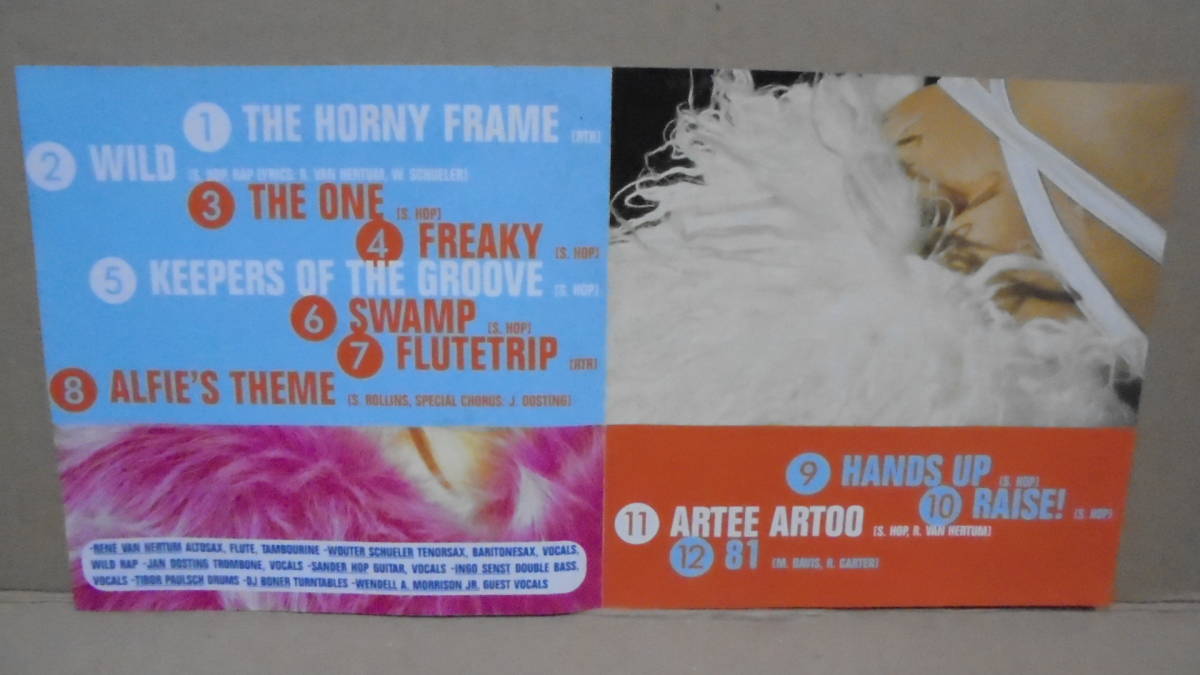 1 THE HORNY FRAME [RTR]
2 WILD [S. HOP, RAP LYRICS: R. VAN HERTUM, W. SCHUELER]
3 THE ONE [S. HOP]
4 FREAKY [S. HOP]
5 KEEPERS OF THE GROOVE [S. HOP]
6 SWAMP [S. HOP]
7 FLUTETRIP [RTR]
8 ALFIE'S THEME [S. ROLLINS, SPECIAL CHORUS: J. OOSTING]
-RENÉ VAN HERTUM ALTOSAX, FLUTE, TAMBOURINE -WOUTER SCHUELER TENORSAX, BARITONESAX, VOCALS,
WILD RAP -JAN OOSTING TROMBONE, VOCALS -SANDER HOP GUITAR, VOCALS -INGO SENST DOUBLE BASS,
VOCALS -TIBOR PAULSCH DRUMS -DJ BONER TURNTABLES -WENDELL A. MORRISON JR. GUEST VOCALS
9 HANDS UP [S. HOP]
10 RAISE! [S. HOP]
11 ARTEE ARTOO [S. HOP, R. VAN HERTUM]
12 81 [M. DAVIS, R. CARTER]